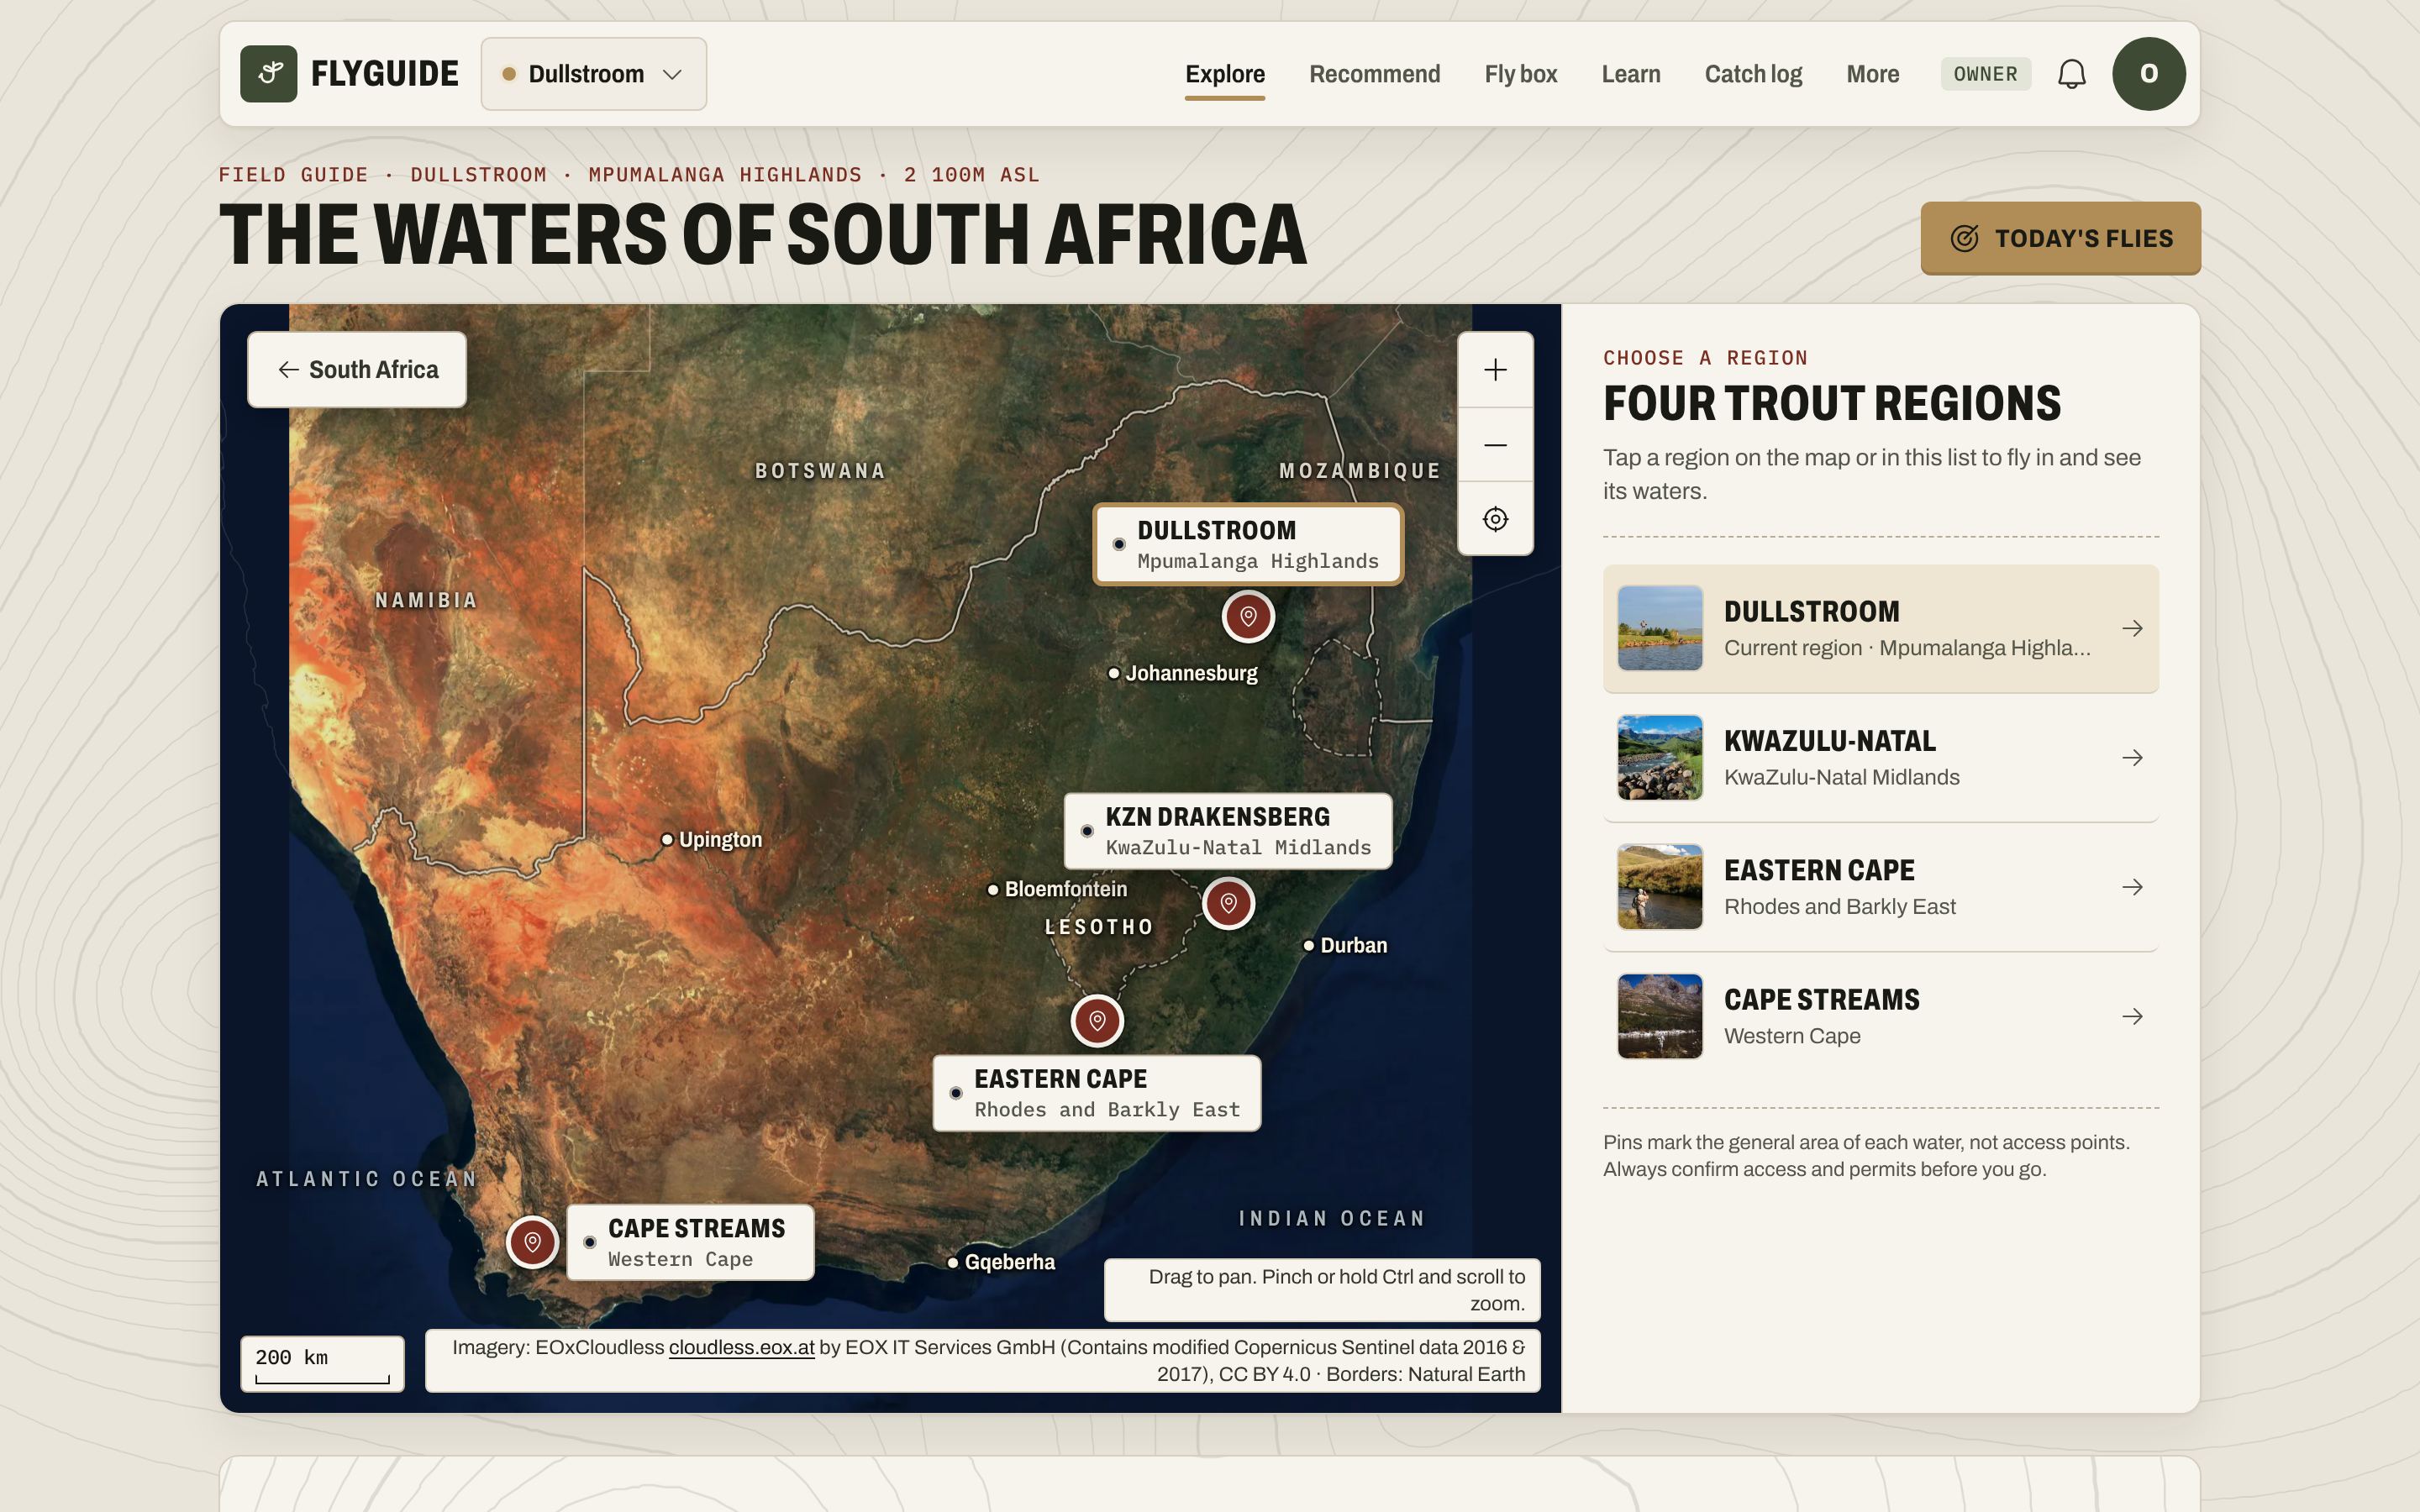 FLYGUIDE
Dullstroom
Explore
Recommend
Fly box
Learn
Catch log
More
OWNER
O
FIELD GUIDE · DULLSTROOM · MPUMALANGA HIGHLANDS · 2 100M ASL
THE WATERS OF SOUTH AFRICA
TODAY'S FLIES
South Africa
BOTSWANA
MOZAMBIQUE
DULLSTROOM
Mpumalanga Highlands
NAMIBIA
Johannesburg
KZN DRAKENSBERG
KwaZulu-Natal Midlands
Upington
Bloemfontein
LESOTHO
Durban
EASTERN CAPE
Rhodes and Barkly East
ATLANTIC OCEAN
INDIAN OCEAN
CAPE STREAMS
Western Cape
Gqeberha
Drag to pan. Pinch or hold Ctrl and scroll to
zoom.
200 km
Imagery: EOxCloudless cloudless.eox.at by EOX IT Services GmbH (Contains modified Copernicus Sentinel data 2016 &
2017), CC BY 4.0 · Borders: Natural Earth
CHOOSE A REGION
FOUR TROUT REGIONS
Tap a region on the map or in this list to fly in and see
its waters.
DULLSTROOM
Current region · Mpumalanga Highla...
KWAZULU-NATAL
KwaZulu-Natal Midlands
EASTERN CAPE
Rhodes and Barkly East
CAPE STREAMS
Western Cape
Pins mark the general area of each water, not access points.
Always confirm access and permits before you go.